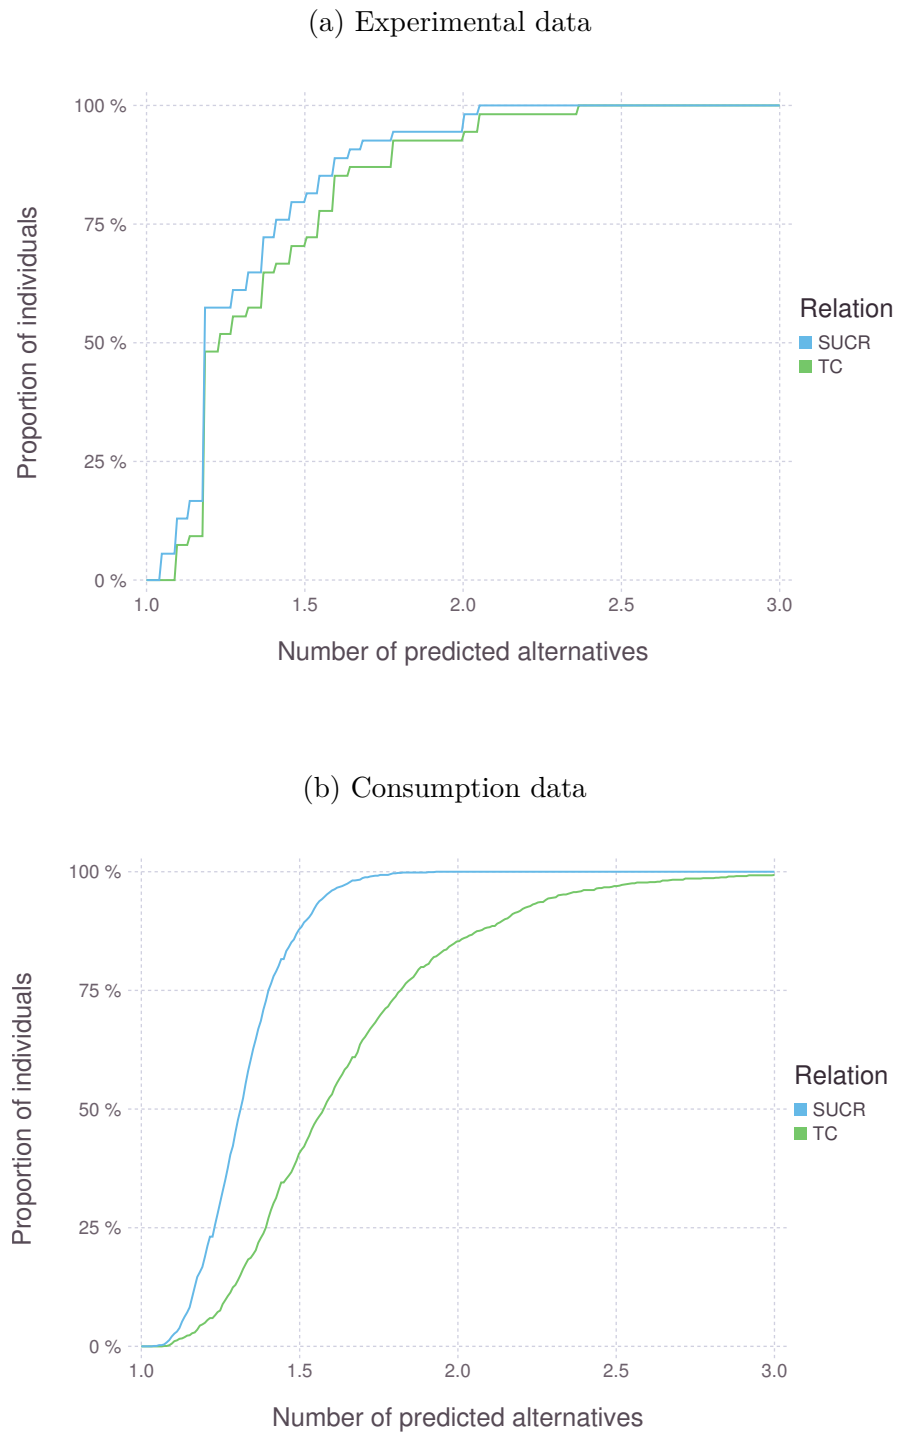 (a) Experimental data
100 %
75 %
50 %
25 %
0 %
1.0 1.5 2.0 2.5 3.0
Number of predicted alternatives
Proportion of individuals
Relation
SUCR
TC
(b) Consumption data
100 %
75 %
50 %
25 %
0 %
1.0 1.5 2.0 2.5 3.0
Number of predicted alternatives
Proportion of individuals
Relation
SUCR
TC